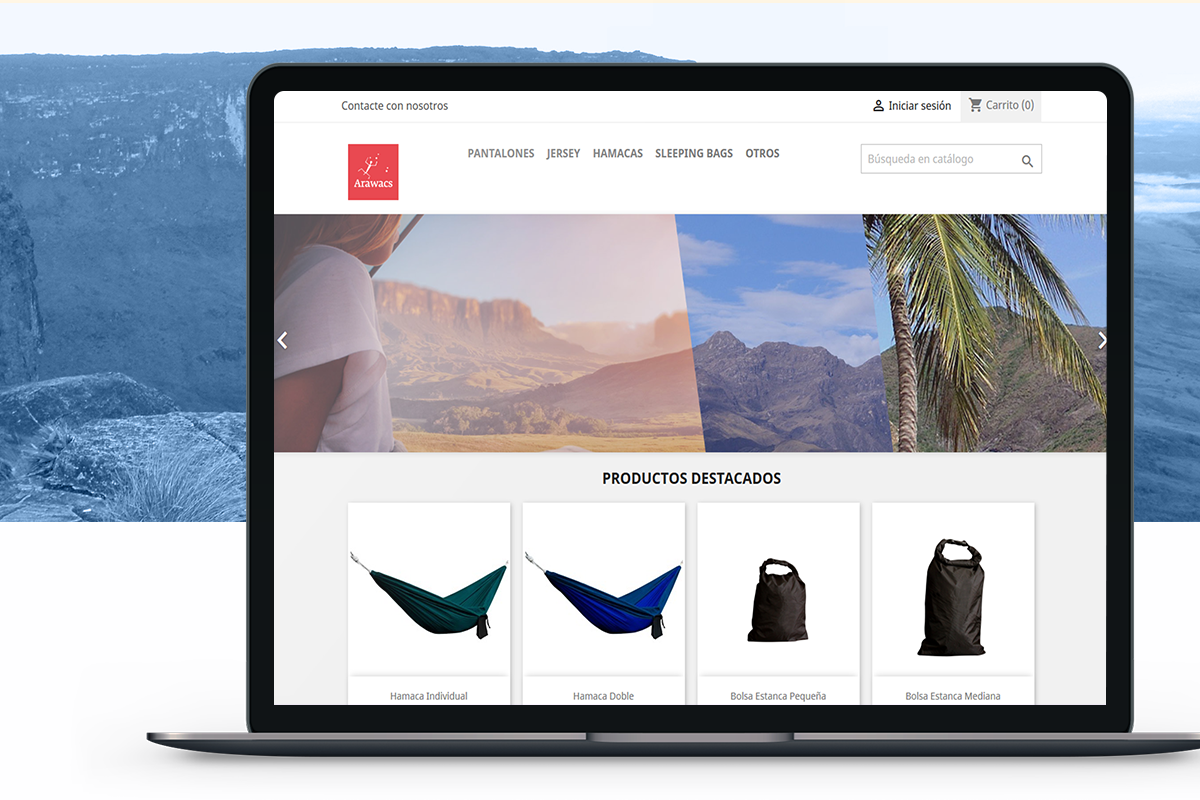 Contacte con nosotros
Iniciar sesión
Carrito (0)
Arawacs
PANTALONES JERSEY HAMACAS SLEEPING BAGS OTROS
Búsqueda en catálogo
PRODUCTOS DESTACADOS
Hamaca Individual
Hamaca Doble
Bolsa Estanca Pequeña
Bolsa Estanca Mediana